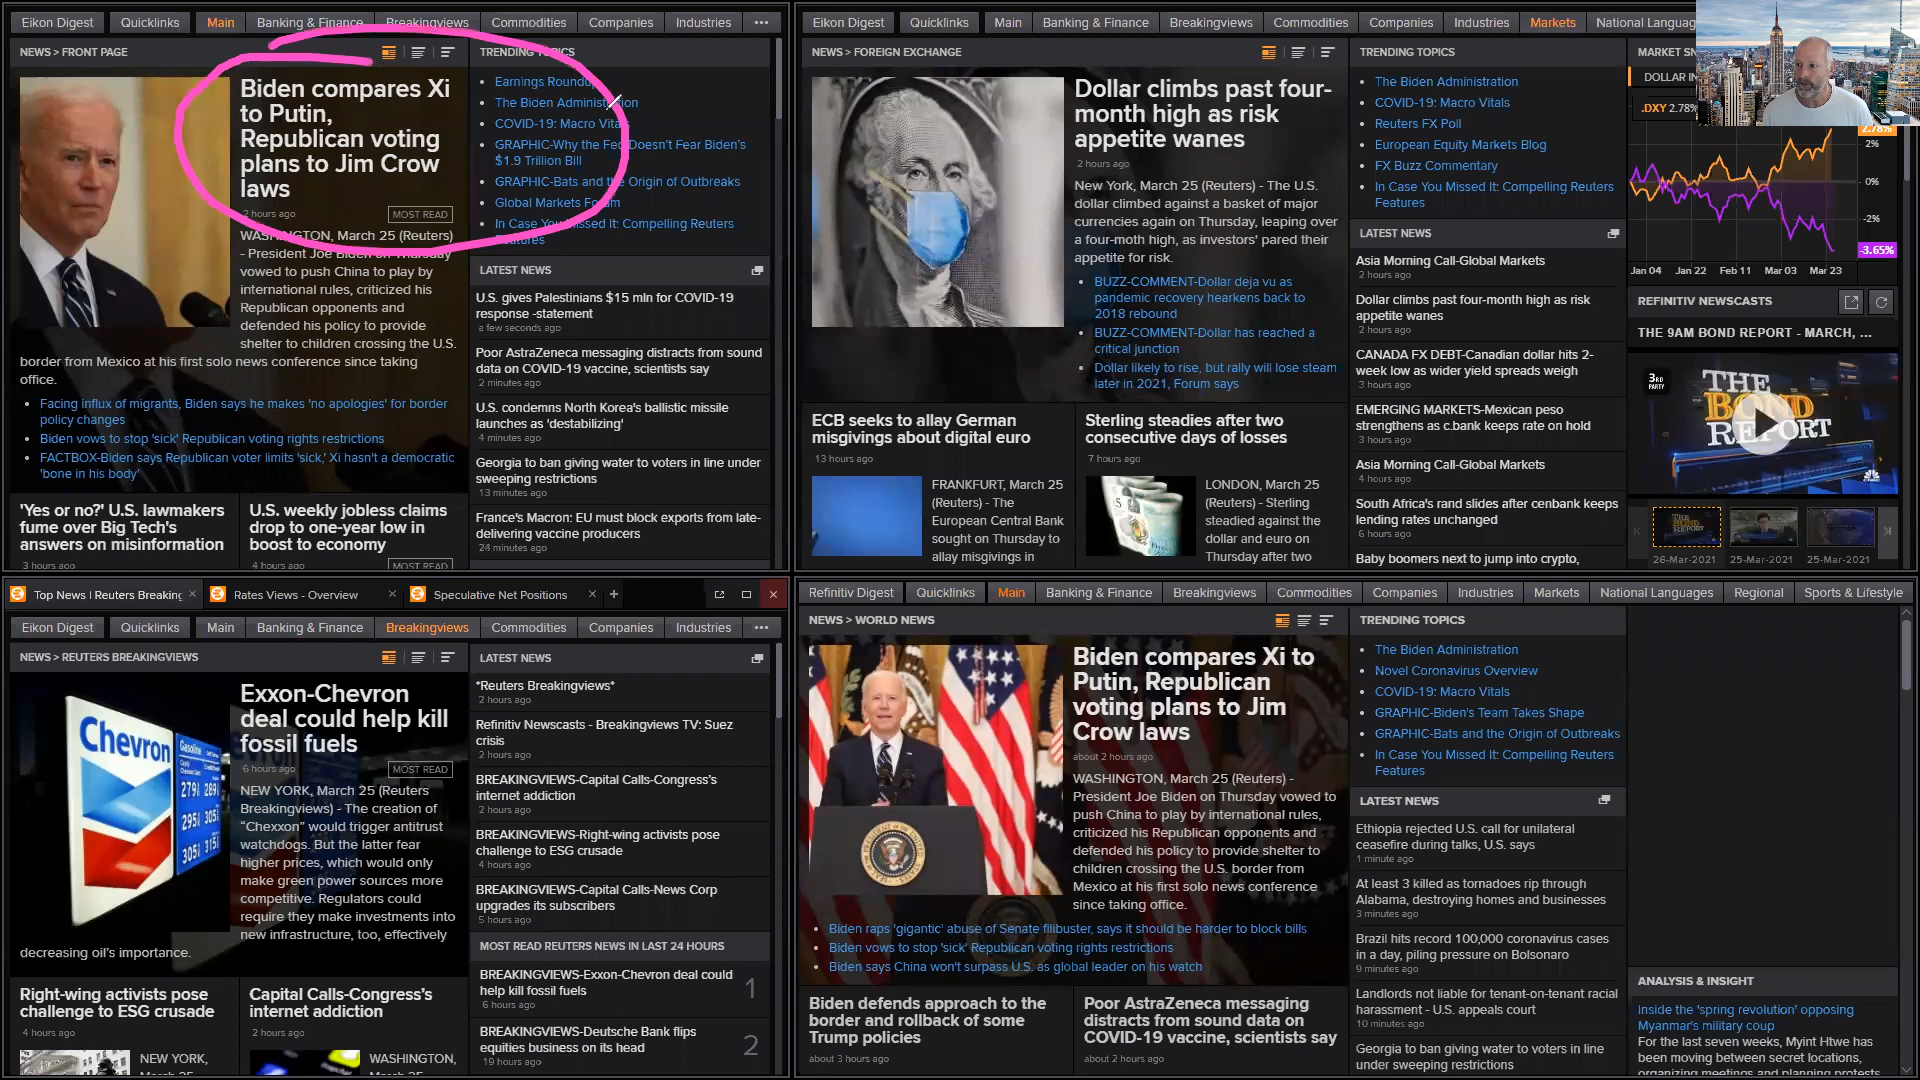 Eikon Digest
Quicklinks
Main
Banking & Finance
Breakingviews
Commodities
Companies
Industries
NEWS > FRONT PAGE
Biden compares Xi
to Putin,
Republican voting
plans to Jim Crow
laws
2 hours ago
MOST READ
WASHINGTON, March 25 (Reuters)
- President Joe Biden on Thursday
vowed to push China to play by
international rules, criticized his
Republican opponents and
defended his policy to provide
shelter to children crossing the U.S.
border from Mexico at his first solo news conference since taking
office.
Facing influx of migrants, Biden says he makes 'no apologies' for border
policy changes
Biden vows to stop 'sick' Republican voting rights restrictions
FACTBOX-Biden says Republican voter limits 'sick,' Xi hasn't a democratic
'bone in his body'
'Yes or no?' U.S. lawmakers
fume over Big Tech's
answers on misinformation
3 hours ago
U.S. weekly jobless claims
drop to one-year low in
boost to economy
4 hours ago
MOST READ
TRENDING TOPICS
Earnings Roundup
The Biden Administration
COVID-19: Macro Vitals
GRAPHIC-Why the Fed Doesn't Fear Biden's
$1.9 Trillion Bill
GRAPHIC-Bats and the Origin of Outbreaks
Global Markets Forum
In Case You Missed It: Compelling Reuters
Features
LATEST NEWS
U.S. gives Palestinians $15 mln for COVID-19
response -statement
a few seconds ago
Poor AstraZeneca messaging distracts from sound
data on COVID-19 vaccine, scientists say
2 minutes ago
U.S. condemns North Korea's ballistic missile
launches as 'destabilizing'
4 minutes ago
Georgia to ban giving water to voters in line under
sweeping restrictions
13 minutes ago
France's Macron: EU must block exports from late-
delivering vaccine producers
24 minutes ago
Eikon Digest
Quicklinks
Main
Banking & Finance
Breakingviews
Commodities
Companies
Industries
Markets
National Languag
NEWS > FOREIGN EXCHANGE
Dollar climbs past four-
month high as risk
appetite wanes
2 hours ago
New York, March 25 (Reuters) - The U.S.
dollar climbed against a basket of major
currencies again on Thursday, leaping over
a four-moth high, as investors' pared their
appetite for risk.
BUZZ-COMMENT-Dollar deja vu as
pandemic recovery hearkens back to
2018 rebound
BUZZ-COMMENT-Dollar has reached a
critical junction
Dollar likely to rise, but rally will lose steam
later in 2021, Forum says
ECB seeks to allay German
misgivings about digital euro
13 hours ago
FRANKFURT, March 25
(Reuters) - The
European Central Bank
sought on Thursday to
allay misgivings in
Sterling steadies after two
consecutive days of losses
7 hours ago
LONDON, March 25
(Reuters) - Sterling
steadied against the
dollar and euro on
Thursday after two
TRENDING TOPICS
The Biden Administration
COVID-19: Macro Vitals
Reuters FX Poll
European Equity Markets Blog
FX Buzz Commentary
In Case You Missed It: Compelling Reuters
Features
LATEST NEWS
Asia Morning Call-Global Markets
2 hours ago
Dollar climbs past four-month high as risk
appetite wanes
2 hours ago
CANADA FX DEBT-Canadian dollar hits 2-
week low as wider yield spreads weigh
3 hours ago
EMERGING MARKETS-Mexican peso
strengthens as c.bank keeps rate on hold
3 hours ago
Asia Morning Call-Global Markets
4 hours ago
South Africa's rand slides after cenbank keeps
lending rates unchanged
6 hours ago
Baby boomers next to jump into crypto,
MARKET SN
DOLLAR IN
.DXY 2.78%
2.78%
2%
0%
-2%
-3.65%
Jan 04
Jan 22
Feb 11
Mar 03
Mar 23
REFINITIV NEWSCASTS
THE 9AM BOND REPORT - MARCH, ...
3RD
PARTY
THE
BOND
REPORT
26-Mar-2021
25-Mar-2021
25-Mar-2021
Top News | Reuters Breaking
Rates Views - Overview
Speculative Net Positions
Eikon Digest
Quicklinks
Main
Banking & Finance
Breakingviews
Commodities
Companies
Industries
NEWS > REUTERS BREAKINGVIEWS
Chevron
Exxon-Chevron
deal could help kill
fossil fuels
6 hours ago
MOST READ
NEW YORK, March 25 (Reuters
Breakingviews) - The creation of
“Chexxon” would trigger antitrust
watchdogs. But the latter fear
higher prices, which would only
make green power sources more
competitive. Regulators could
require they make investments into
new infrastructure, too, effectively
decreasing oil's importance.
Right-wing activists pose
challenge to ESG crusade
4 hours ago
NEW YORK,
Capital Calls-Congress's
internet addiction
2 hours ago
WASHINGTON,
LATEST NEWS
*Reuters Breakingviews*
2 hours ago
Refinitiv Newscasts - Breakingviews TV: Suez
crisis
2 hours ago
BREAKINGVIEWS-Capital Calls-Congress's
internet addiction
2 hours ago
BREAKINGVIEWS-Right-wing activists pose
challenge to ESG crusade
4 hours ago
BREAKINGVIEWS-Capital Calls-News Corp
upgrades its subscribers
5 hours ago
MOST READ REUTERS NEWS IN LAST 24 HOURS
BREAKINGVIEWS-Exxon-Chevron deal could
help kill fossil fuels
6 hours ago
1
BREAKINGVIEWS-Deutsche Bank flips
equities business on its head
19 hours ago
2
Refinitiv Digest
Quicklinks
Main
Banking & Finance
Breakingviews
Commodities
Companies
Industries
Markets
National Languages
Regional
Sports & Lifestyle
NEWS > WORLD NEWS
Biden compares Xi to
Putin, Republican
voting plans to Jim
Crow laws
about 2 hours ago
WASHINGTON, March 25 (Reuters) -
President Joe Biden on Thursday vowed to
push China to play by international rules,
criticized his Republican opponents and
defended his policy to provide shelter to
children crossing the U.S. border from
Mexico at his first solo news conference
since taking office.
Biden raps 'gigantic' abuse of Senate filibuster, says it should be harder to block bills
Biden vows to stop 'sick' Republican voting rights restrictions
Biden says China won't surpass U.S. as global leader on his watch
Biden defends approach to the
border and rollback of some
Trump policies
about 3 hours ago
Poor AstraZeneca messaging
distracts from sound data on
COVID-19 vaccine, scientists say
about 2 hours ago
TRENDING TOPICS
The Biden Administration
Novel Coronavirus Overview
COVID-19: Macro Vitals
GRAPHIC-Biden's Team Takes Shape
GRAPHIC-Bats and the Origin of Outbreaks
In Case You Missed It: Compelling Reuters
Features
LATEST NEWS
Ethiopia rejected U.S. call for unilateral
ceasefire during talks, U.S. says
1 minute ago
At least 3 killed as tornadoes rip through
Alabama, destroying homes and businesses
3 minutes ago
Brazil hits record 100,000 coronavirus cases
in a day, piling pressure on Bolsonaro
9 minutes ago
Landlords not liable for tenant-on-tenant racial
harassment - U.S. appeals court
10 minutes ago
Georgia to ban giving water to voters in line
under sweeping restrictions
ANALYSIS & INSIGHT
Inside the 'spring revolution' opposing
Myanmar's military coup
For the last seven weeks, Myint Htwe has
been moving between secret locations,
organizing meetings and planning protests